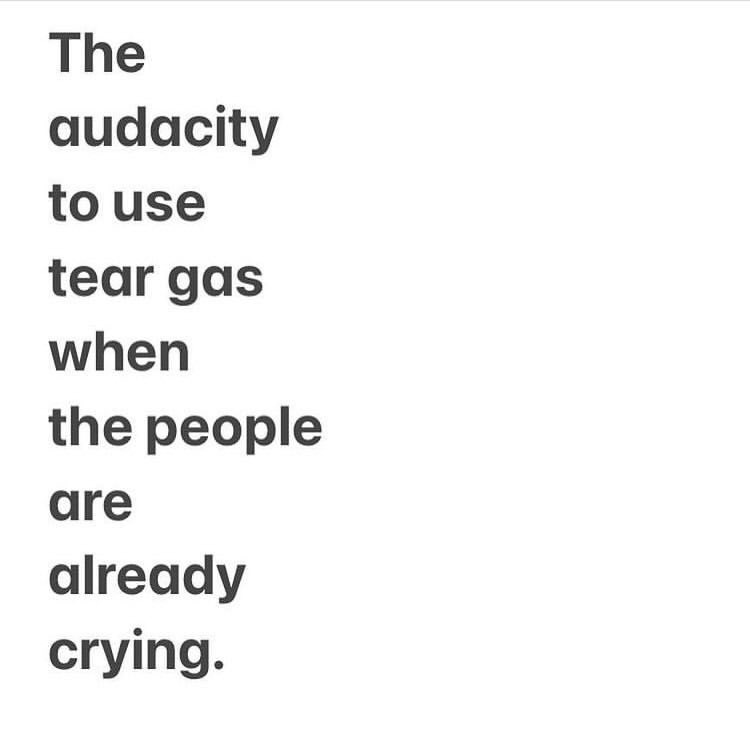 The
audacity
to use
tear gas
when
the people
are
already
crying.